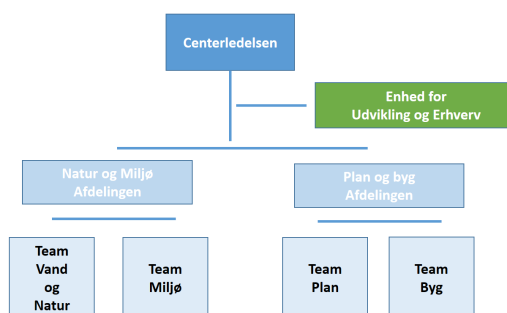 Centerledelsen
Enhed for
Udvikling og Erhverv
Natur og Miljø
Afdelingen
Plan og byg
Afdelingen
Team
Vand
og
Natur
Team
Miljø
Team
Plan
Team
Byg